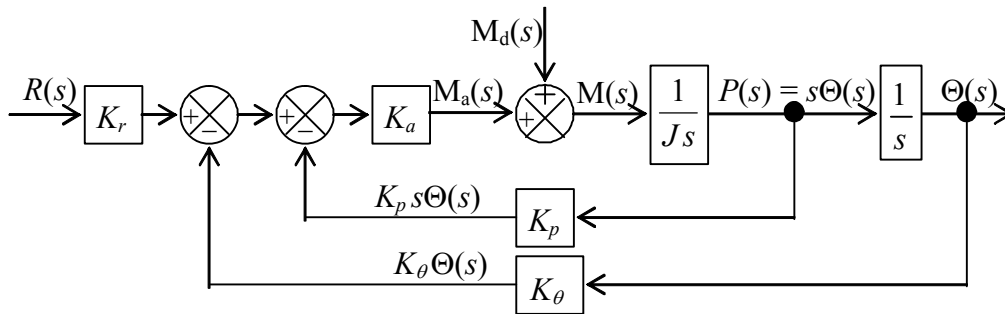 M_d(s)
R(s)
K_r
+
−
+
−
K_a
M_a(s)
+
+
M(s)
1
Js
P(s) = sΘ(s)
1
s
Θ(s)
K_p sΘ(s)
K_p
K_θ Θ(s)
K_θ